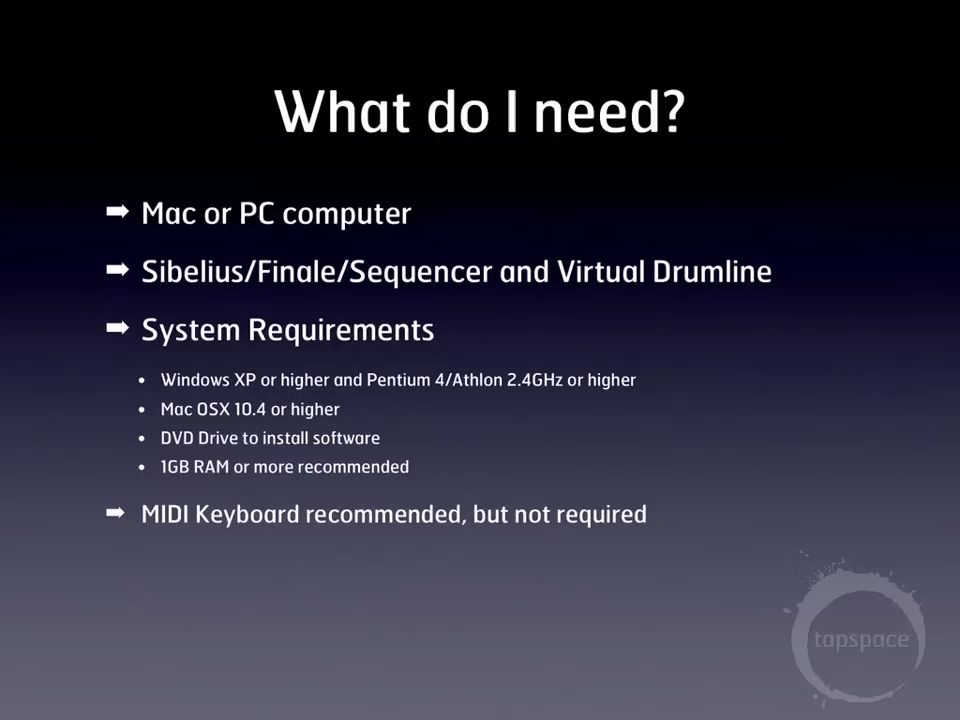 What do I need?
➡ Mac or PC computer
➡ Sibelius/Finale/Sequencer and Virtual Drumline
➡ System Requirements
• Windows XP or higher and Pentium 4/Athlon 2.4GHz or higher
• Mac OSX 10.4 or higher
• DVD Drive to install software
• 1GB RAM or more recommended
➡ MIDI Keyboard recommended, but not required
tapspace